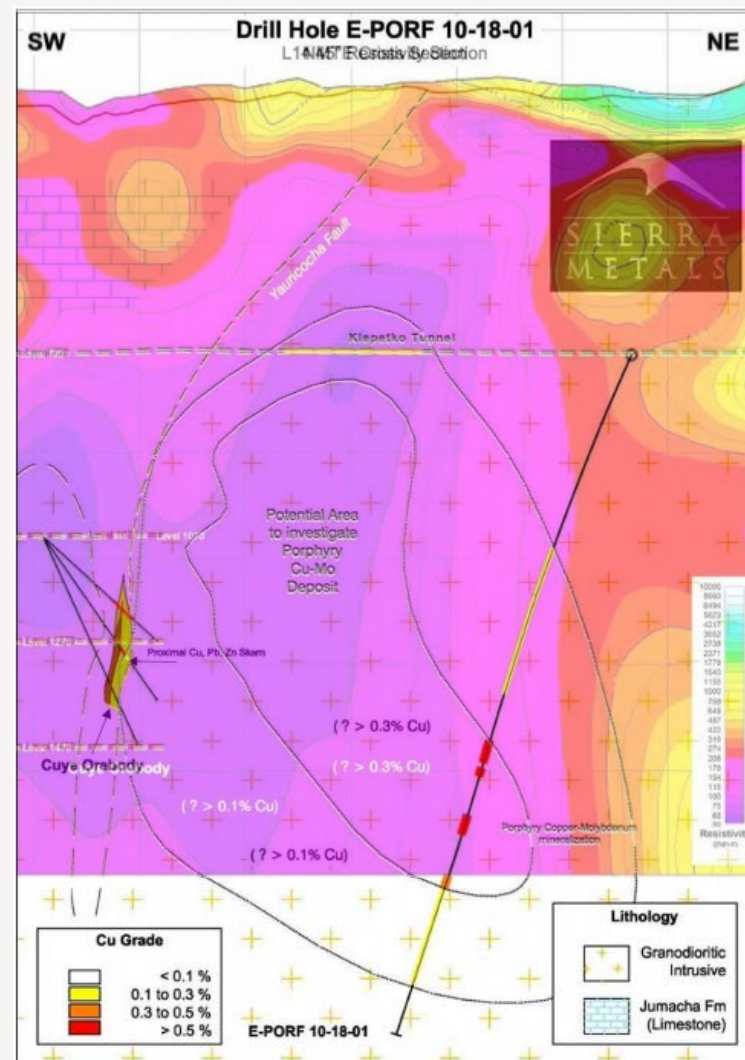 SW
Drill Hole E-PORF 10-18-01
NE
SIERRA
METALS
Yauricocha Fault
Klepetko Tunnel
Potential Area
to investigate
Porphyry
Cu-Mo
Deposit
Proximal Cu, Pb, Zn Skarn
Cuye Orebody
( ? > 0.3% Cu)
( ? > 0.3% Cu)
( ? > 0.1% Cu)
( ? > 0.1% Cu)
Porphyry Copper-Molybdenum
mineralization
Resistivity
Cu Grade
< 0.1 %
0.1 to 0.3 %
0.3 to 0.5 %
> 0.5 %
E-PORF 10-18-01
Lithology
Granodioritic
Intrusive
Jumacha Fm
(Limestone)